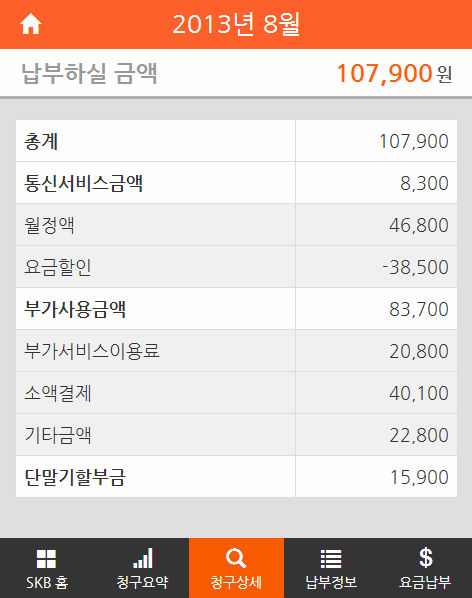 2013년 8월
납부하실 금액 107,900 원
총계 107,900
통신서비스금액 8,300
월정액 46,800
요금할인 -38,500
부가사용금액 83,700
부가서비스이용료 20,800
소액결제 40,100
기타금액 22,800
단말기할부금 15,900
SKB 홈 청구요약 청구상세 납부정보 $ 요금납부